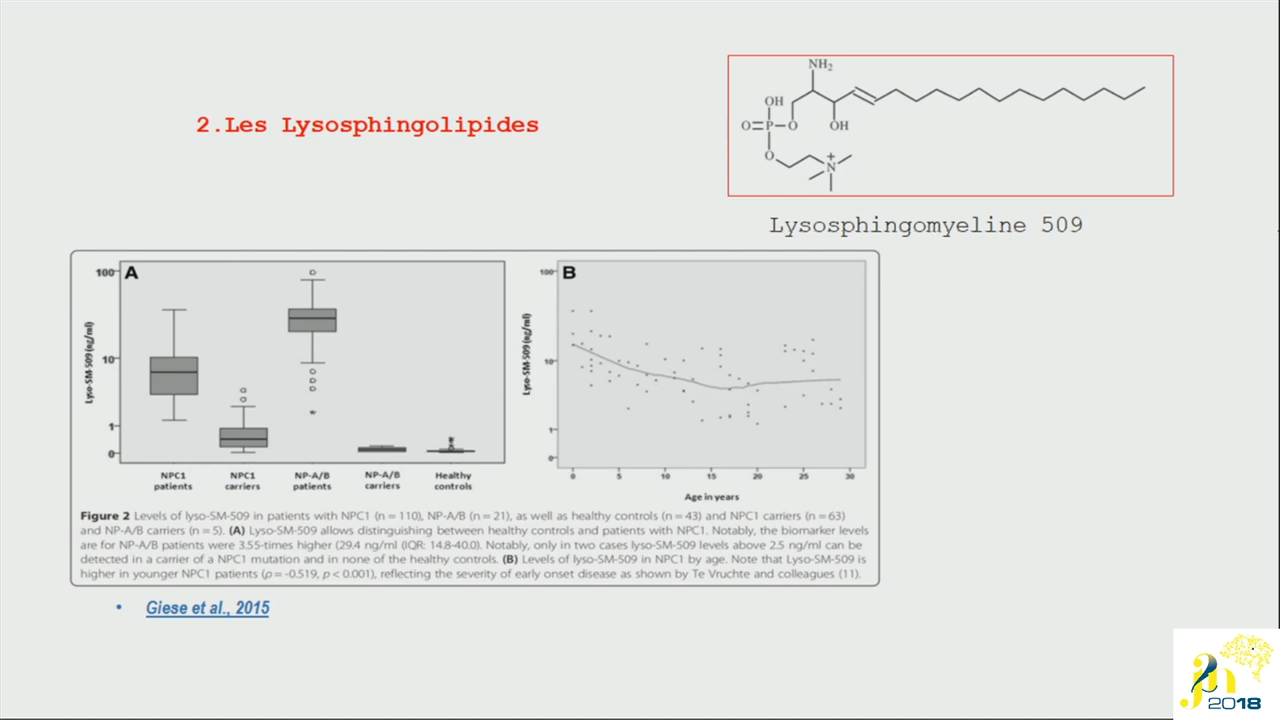 2.Les Lysosphingolipides
NH2
OH
O=P-O
OH
O
N
+
Lysosphingomyeline 509
A
Lyso-SM-509 (ng/ml)
100
10
1
0
NPC1 patients
NPC1 carriers
NP-A/B patients
NP-A/B carriers
Healthy controls
B
Lyso-SM-509 (ng/ml)
100
10
1
0
0 5 10 15 20 25 30
Age in years
Figure 2 Levels of lyso-SM-509 in patients with NPC1 (n = 110), NP-A/B (n = 21), as well as healthy controls (n = 43) and NPC1 carriers (n = 63)
and NP-A/B carriers (n = 5). (A) Lyso-SM-509 allows distinguishing between healthy controls and patients with NPC1. Notably, the biomarker levels
are for NP-A/B patients were 3.55-times higher (29.4 ng/ml (IQR: 14.8-40.0). Notably, only in two cases lyso-SM-509 levels above 2.5 ng/ml can be
detected in a carrier of a NPC1 mutation and in none of the healthy controls. (B) Levels of lyso-SM-509 in NPC1 by age. Note that Lyso-SM-509 is
higher in younger NPC1 patients (ρ = -0.519, p < 0.001), reflecting the severity of early onset disease as shown by Te Vruchte and colleagues (11).
• Giese et al., 2015
2018